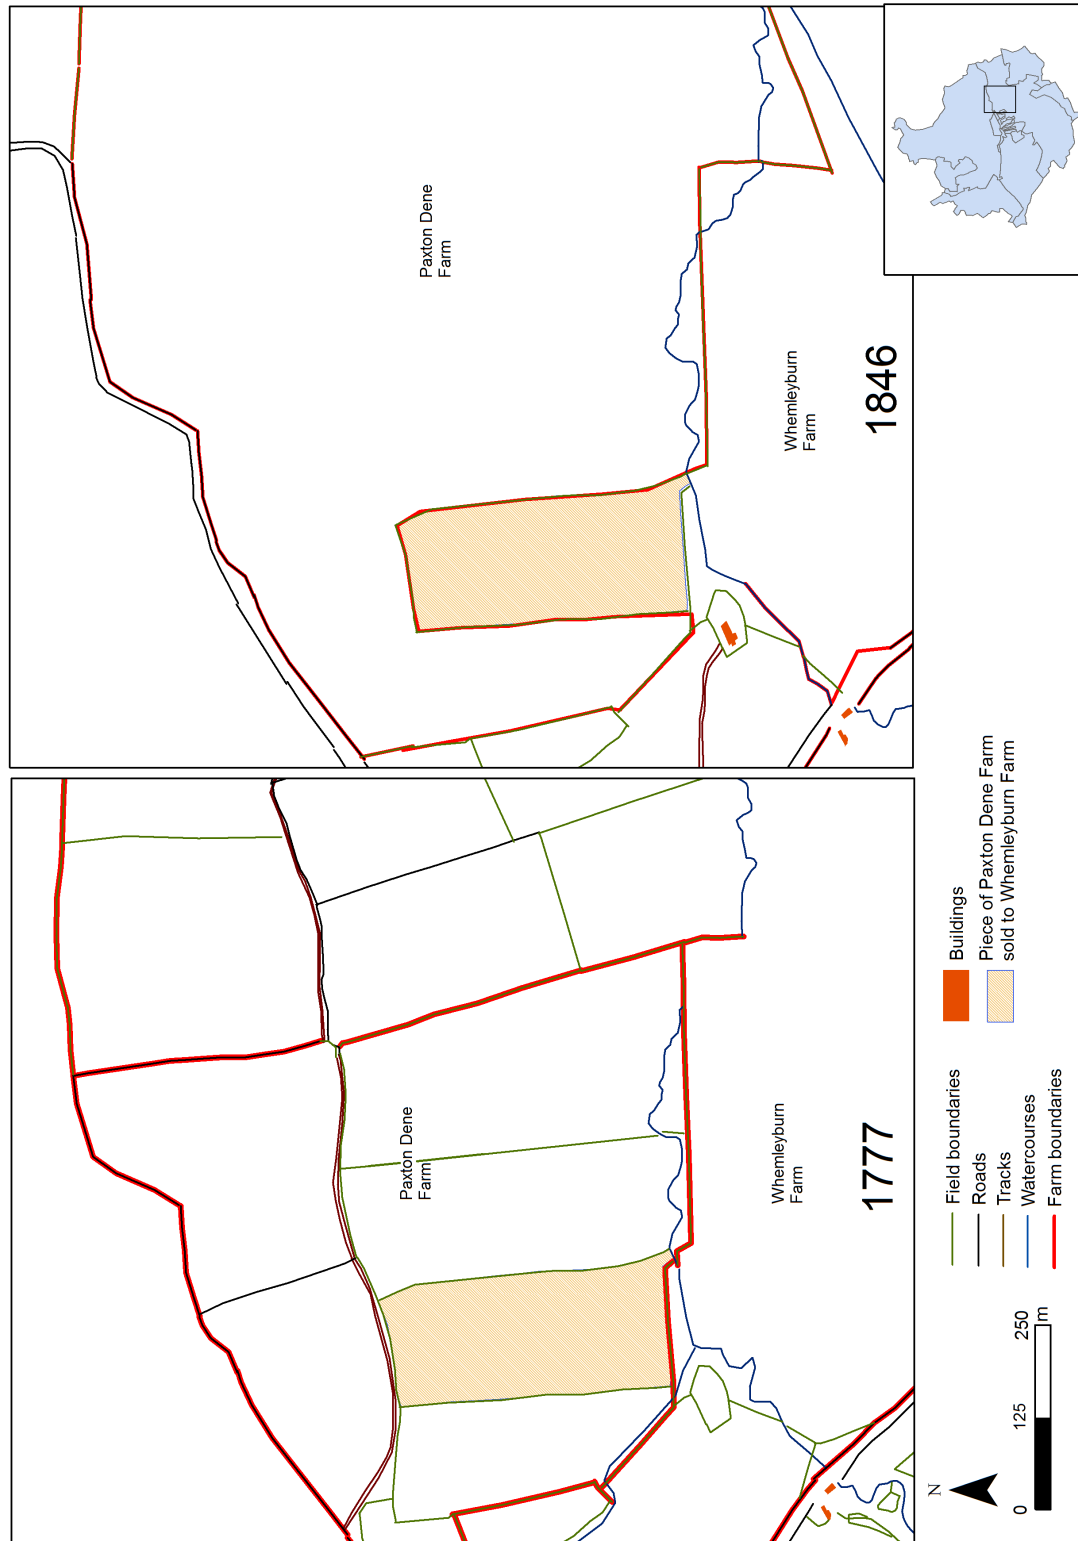 Paxton Dene
Farm
Whemleyburn
Farm
1777
Paxton Dene
Farm
Whemleyburn
Farm
1846
N
0
125
250
m
Field boundaries
Roads
Tracks
Watercourses
Farm boundaries
Buildings
Piece of Paxton Dene Farm
sold to Whemleyburn Farm